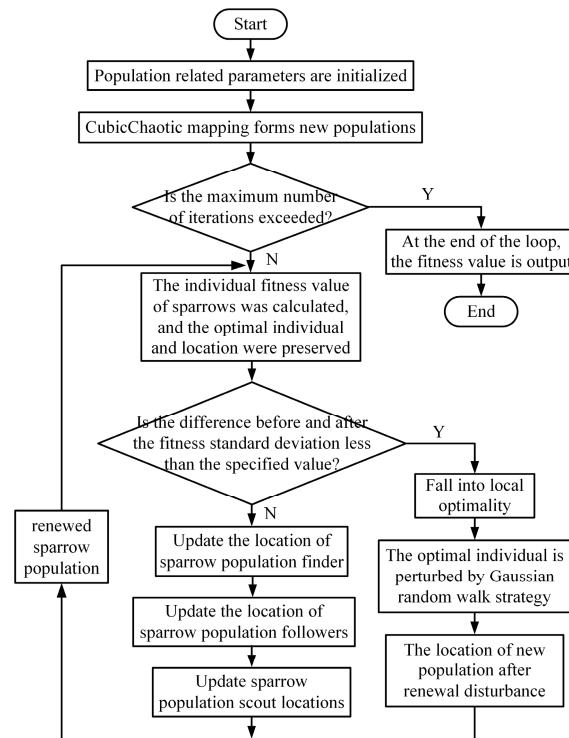 Start
Population related parameters are initialized
CubicChaotic mapping forms new populations
Is the maximum number
of iterations exceeded?
Y
At the end of the loop,
the fitness value is output
End
N
The individual fitness value
of sparrows was calculated,
and the optimal individual
and location were preserved
Is the difference before and after
the fitness standard deviation less
than the specified value?
Y
Fall into local
optimality
The optimal individual is
perturbed by Gaussian
random walk strategy
The location of new
population after
renewal disturbance
N
Update the location of
sparrow population finder
Update the location of
sparrow population followers
Update sparrow
population scout locations
renewed
sparrow
population